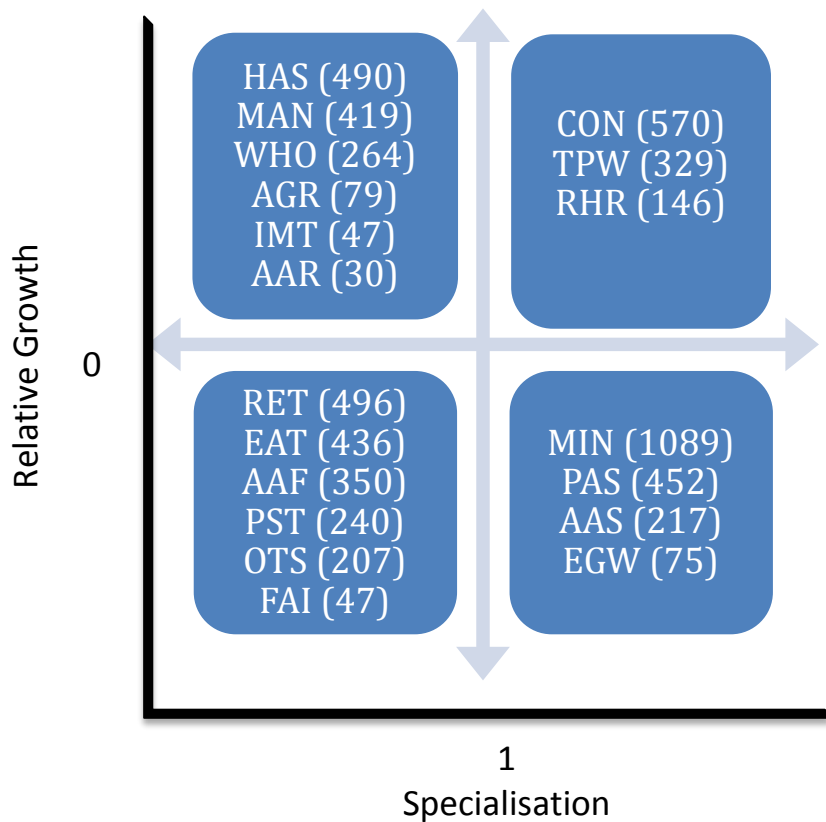 HAS (490)
MAN (419)
WHO (264)
AGR (79)
IMT (47)
AAR (30)
CON (570)
TPW (329)
RHR (146)
Relative Growth
0
RET (496)
EAT (436)
AAF (350)
PST (240)
OTS (207)
FAI (47)
MIN (1089)
PAS (452)
AAS (217)
EGW (75)
1
Specialisation